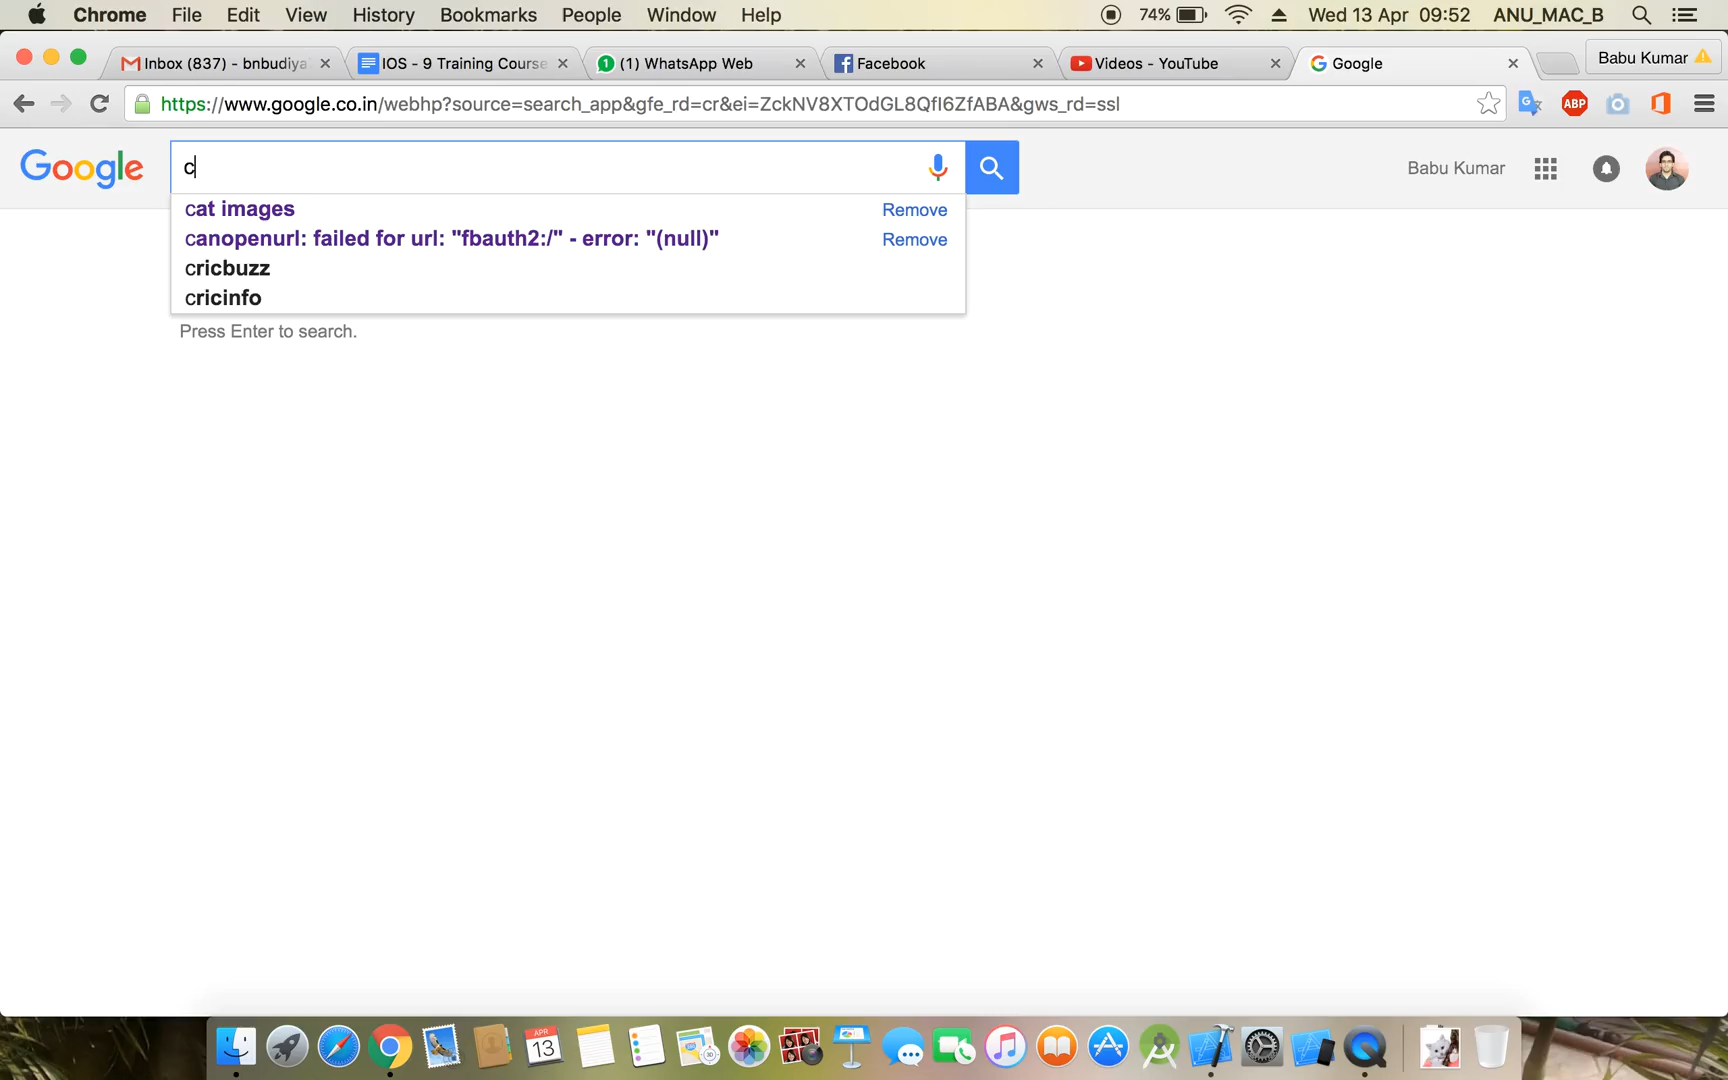 Chrome File Edit View History Bookmarks People Window Help 74% Wed 13 Apr 09:52 ANU_MAC_B
Inbox (837) - bnbudiya IOS - 9 Training Course (1) WhatsApp Web Facebook Videos - YouTube Google Babu Kumar
https://www.google.co.in/webhp?source=search_app&gfe_rd=cr&ei=ZckNV8XTOdGL8QfI6ZfABA&gws_rd=ssl ABP
Google c Babu Kumar
cat images Remove
canopenurl: failed for url: "fbauth2:/" - error: "(null)" Remove
cricbuzz
cricinfo
Press Enter to search.
APR
13